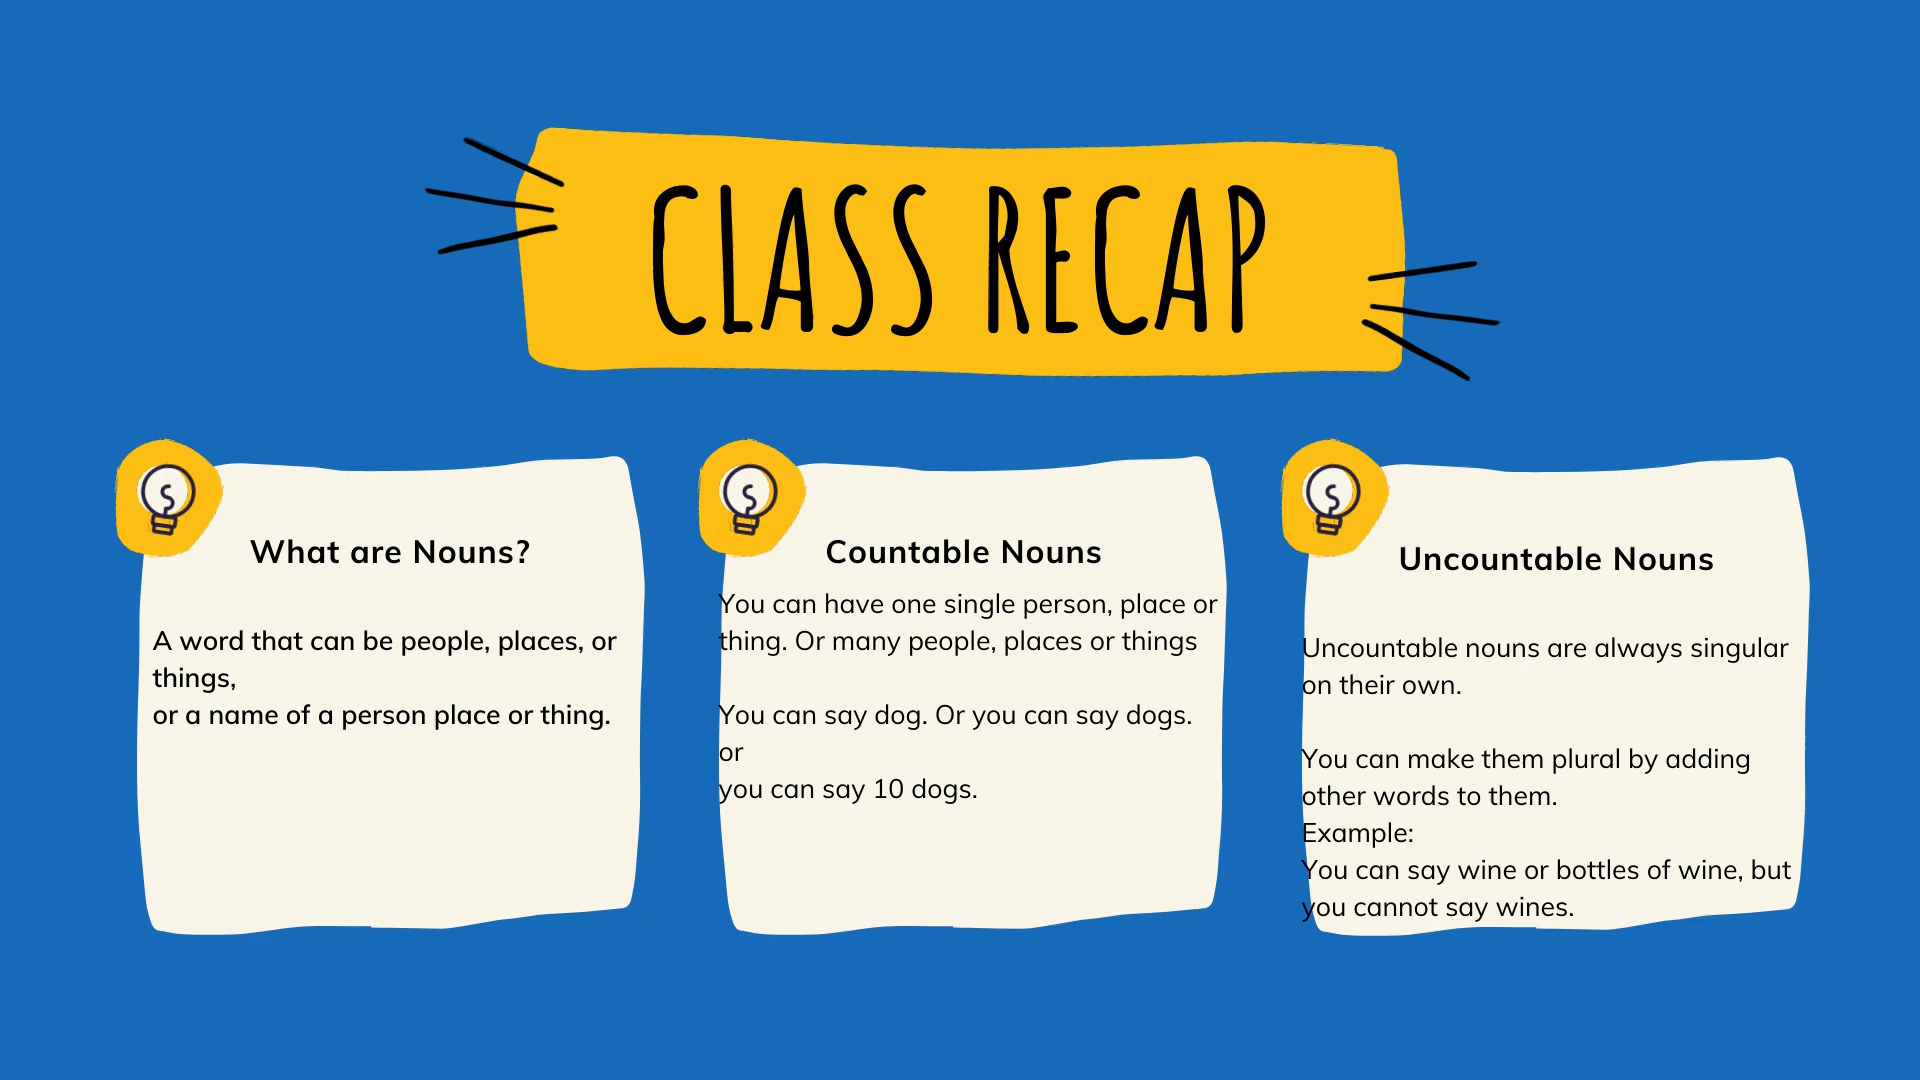 CLASS RECAP
What are Nouns?
A word that can be people, places, or
things,
or a name of a person place or thing.
Countable Nouns
You can have one single person, place or
thing. Or many people, places or things
You can say dog. Or you can say dogs.
or
you can say 10 dogs.
Uncountable Nouns
Uncountable nouns are always singular
on their own.
You can make them plural by adding
other words to them.
Example:
You can say wine or bottles of wine, but
you cannot say wines.